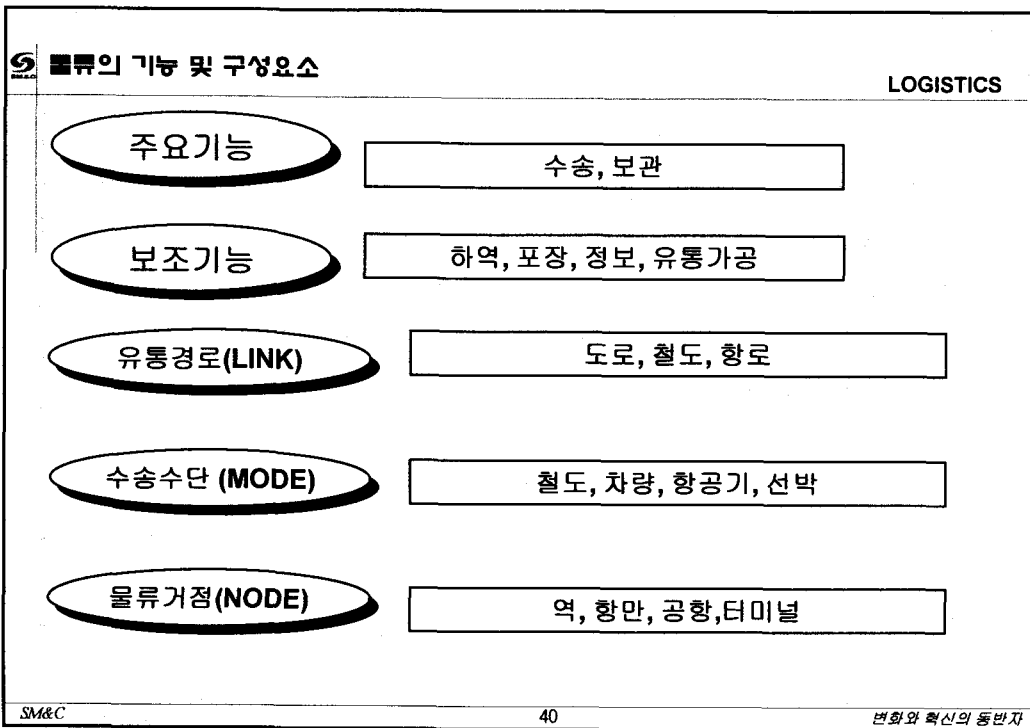 SM&C
물류의 기능 및 구성요소
LOGISTICS
주요기능
수송, 보관
보조기능
하역, 포장, 정보, 유통가공
유통경로(LINK)
도로, 철도, 항로
수송수단 (MODE)
철도, 차량, 항공기, 선박
물류거점(NODE)
역, 항만, 공항,터미널
SM&C
40
변화와 혁신의 동반자